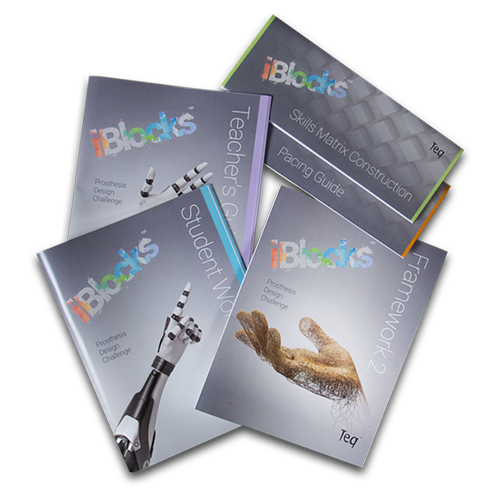 iBlocks
Skills Matrix Construction
Teq
Pacing Guide
iBlocks
Teacher's
Prosthesis
Design
Challenge
iBlocks
Student
Prosthesis
Design
Challenge
iBlocks
Framework 2
Prosthesis
Design
Challenge
Teq